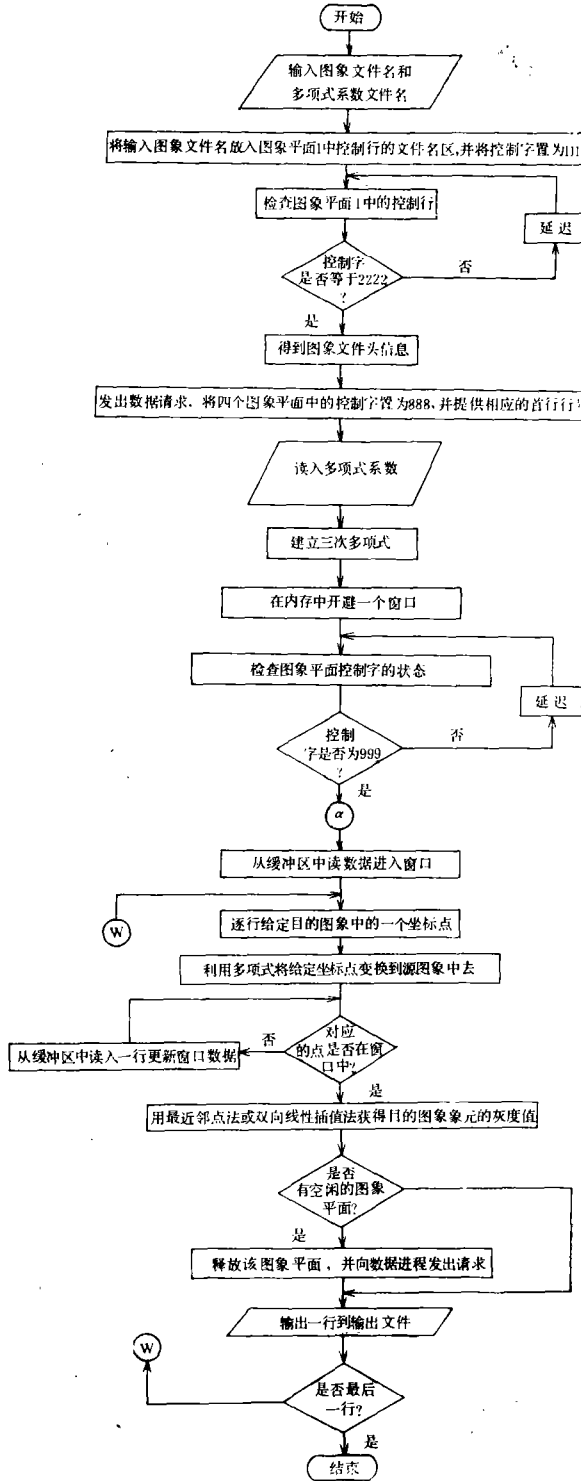 开始
输入图象文件名和
多项式系数文件名
将输入图象文件名放入图象平面1中控制行的文件名区,并将控制字置为1111
检查图象平面1中的控制行
延迟
控制字
是否等于2222
?
否
是
得到图象文件头信息
发出数据请求．将四个图象平面中的控制字置为888,并提供相应的首行行
读入多项式系数
建立三次多项式
在内存中开避一个窗口
检查图象平面控制字的状态
延迟
控制
字是否为999
?
否
是
α
从缓冲区中读数据进入窗口
W
逐行给定目的图象中的一个坐标点
利用多项式将给定坐标点变换到源图象中去
对应
的点是否在窗
口中?
否
从缓冲区中读入一行更新窗口数据
是
用最近邻点法或双向线性插值法获得目的图象象元的灰度值
是否
有空闲的图象
平面?
是
释放该图象平面，并向数据进程发出请求
输出一行到输出文件
W
是否最后
一行?
是
结束